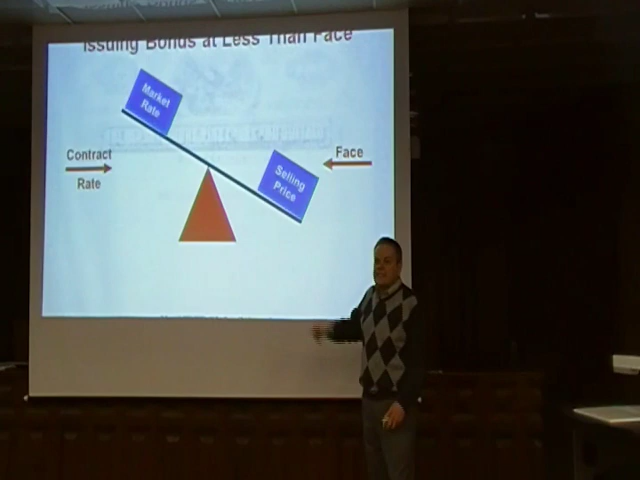 Issuing Bonds at Less Than Face
Market
Rate
Contract
Rate
Face
Selling
Price